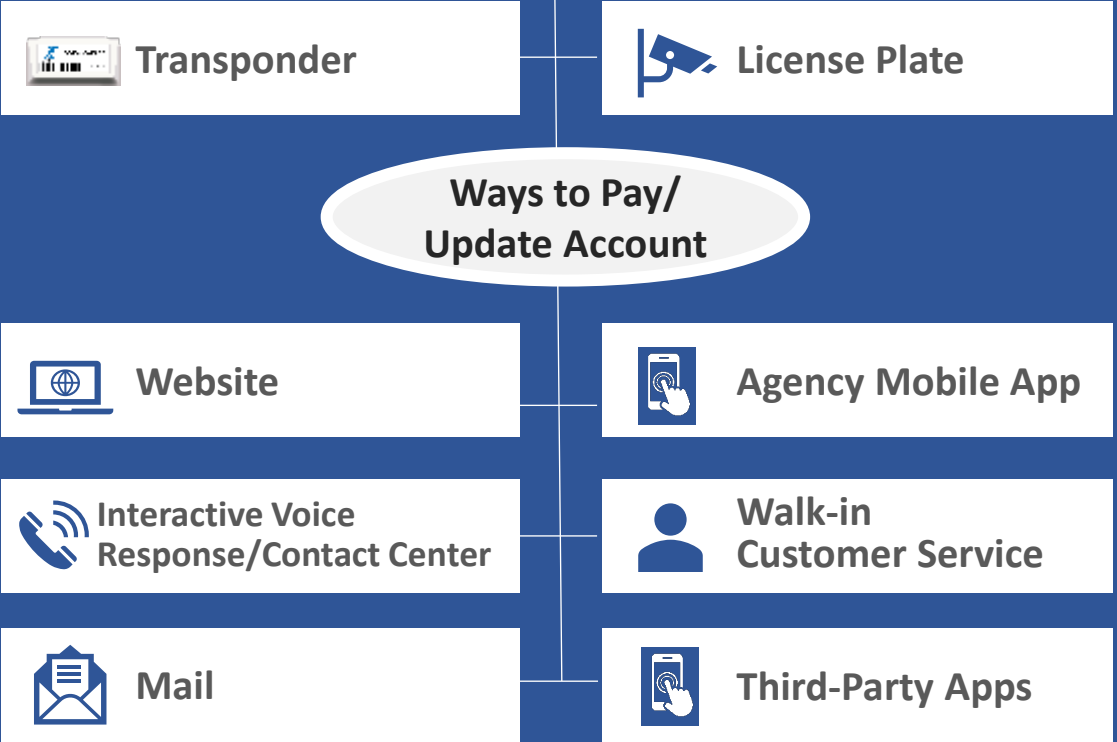 Transponder
License Plate
Ways to Pay/
Update Account
Website
Agency Mobile App
Interactive Voice
Response/Contact Center
Walk-in
Customer Service
Mail
Third-Party Apps